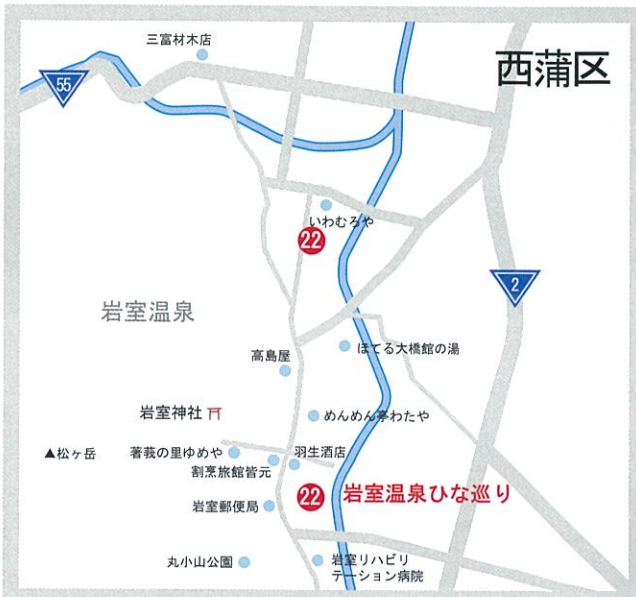 三富材木店
西蒲区
55
いわむろや
22
2
岩室温泉
ほてる大橋館の湯
高島屋
岩室神社
めんめん亭わたや
▲松ヶ岳
著莪の里ゆめや
羽生酒店
割烹旅館皆元
22 岩室温泉ひな巡り
岩室郵便局
丸小山公園
岩室リハビリ
テーション病院